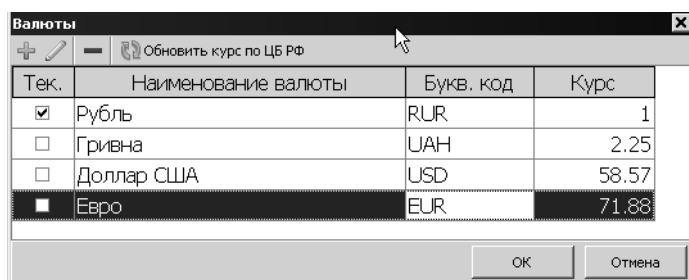 Валюты
Обновить курс по ЦБ РФ
Тек. Наименование валюты Букв. код Курс
Рубль RUR 1
Гривна UAH 2.25
Доллар США USD 58.57
Евро EUR 71.88
ОК Отмена